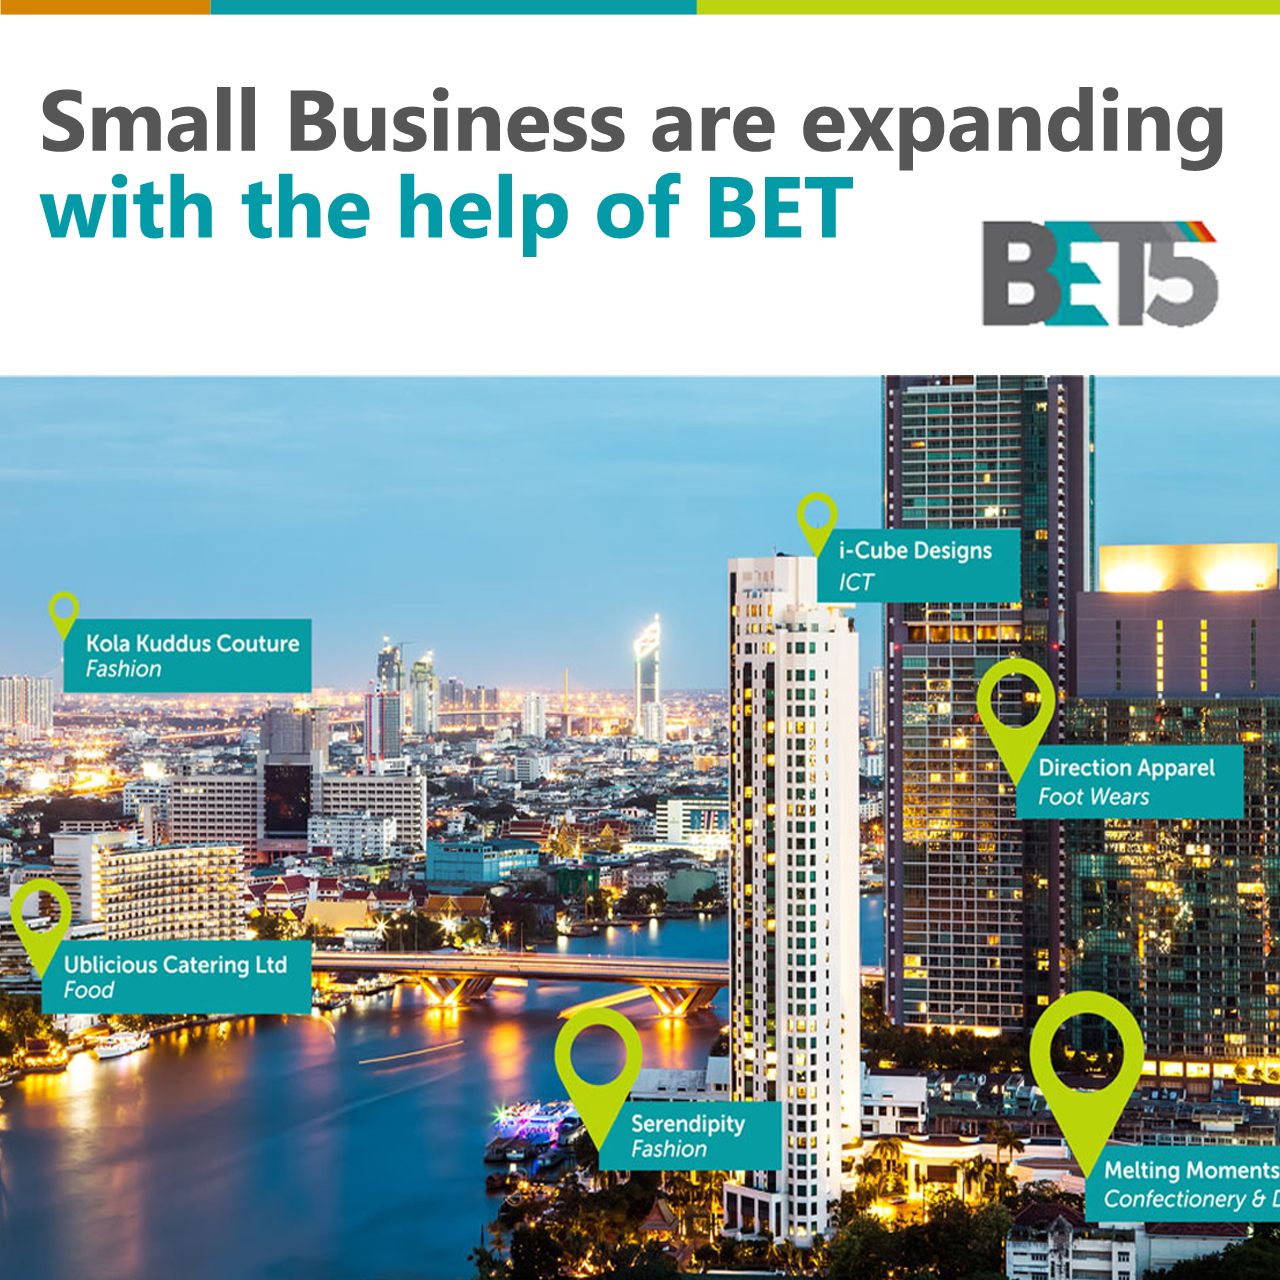 Small Business are expanding
with the help of BET
BET5
i-Cube Designs
ICT
Kola Kuddus Couture
Fashion
Direction Apparel
Foot Wears
Ublicious Catering Ltd
Food
Serendipity
Fashion
Melting Moments
Confectionery &